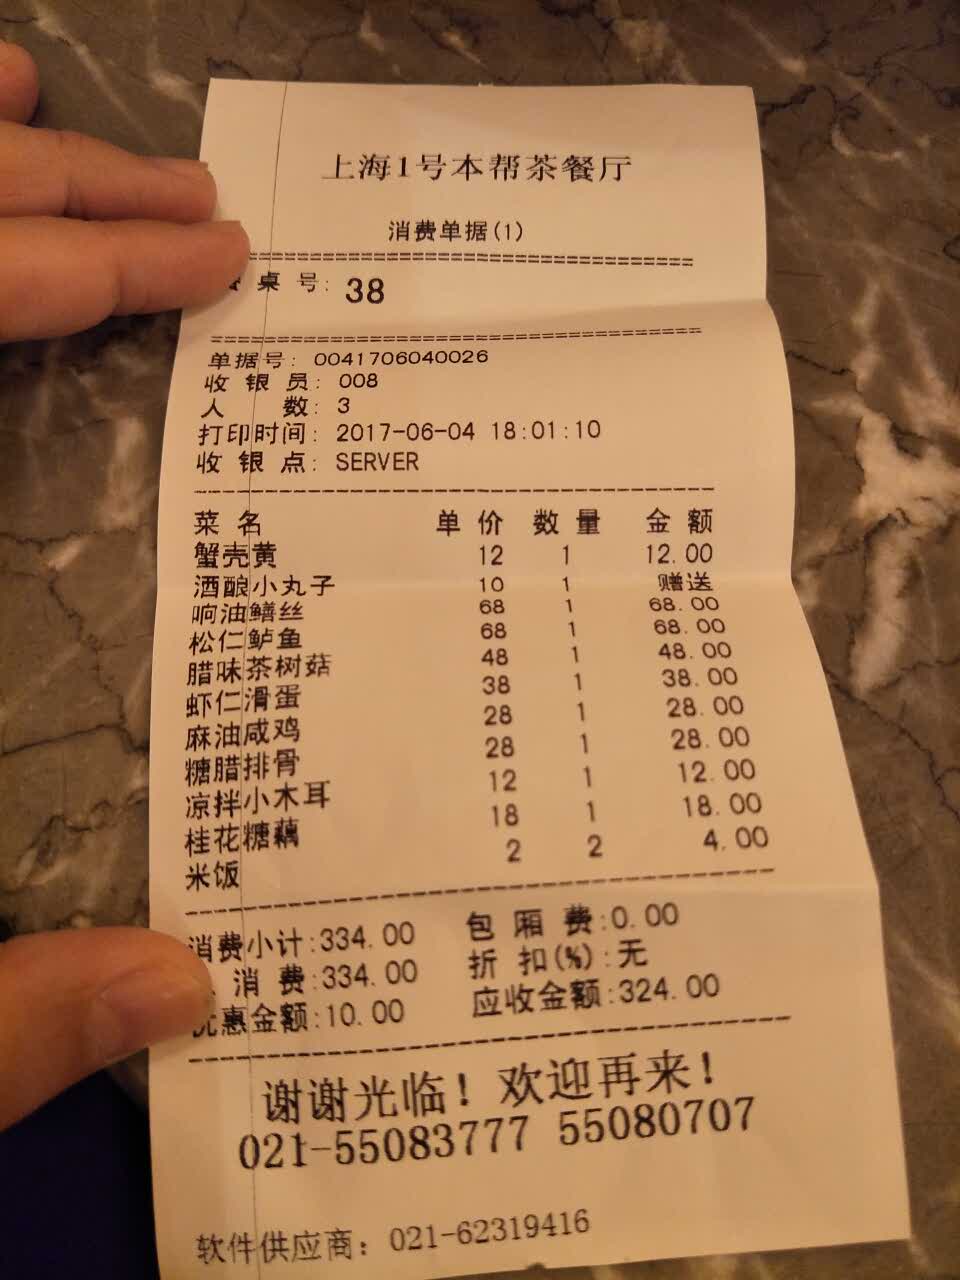 上海1号本帮茶餐厅
消费单据(1)
桌号: 38
单据号: 0041706040026
收银员: 008
人数: 3
打印时间: 2017-06-04 18:01:10
收银点: SERVER
菜名 单价 数量 金额
蟹壳黄 12 1 12.00
酒酿小丸子 10 1 赠送
响油鳝丝 68 1 68.00
松仁鲈鱼 68 1 68.00
腊味茶树菇 48 1 48.00
虾仁滑蛋 38 1 38.00
麻油咸鸡 28 1 28.00
糖腊排骨 28 1 28.00
凉拌小木耳 12 1 12.00
桂花糖藕 18 1 18.00
米饭 2 2 4.00
消费小计:334.00 包厢费:0.00
消费:334.00 折扣(%):无
优惠金额:10.00 应收金额:324.00
谢谢光临! 欢迎再来!
021-55083777 55080707
软件供应商: 021-62319416